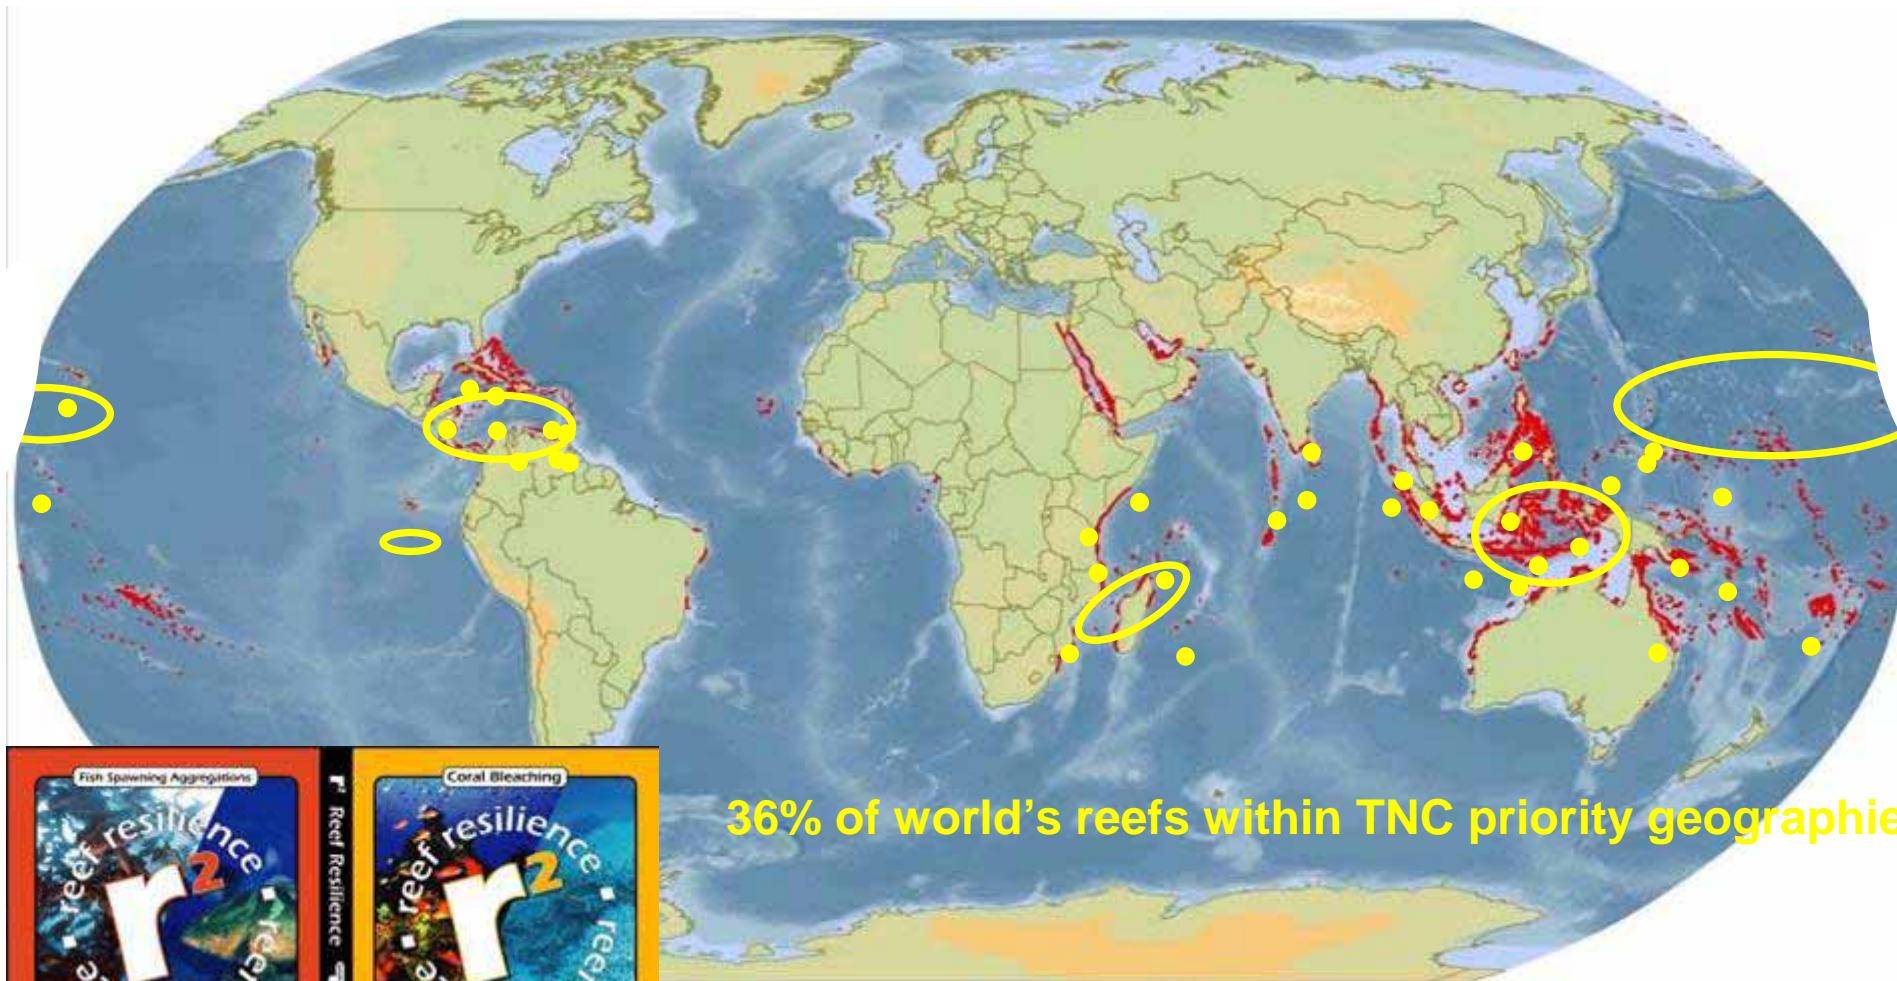 36% of world's reefs within TNC priority geographie
Fish Spawning Aggregations
reef resilience
r2
r2 Reef Resilience
Coral Bleaching
reef resilience
r2